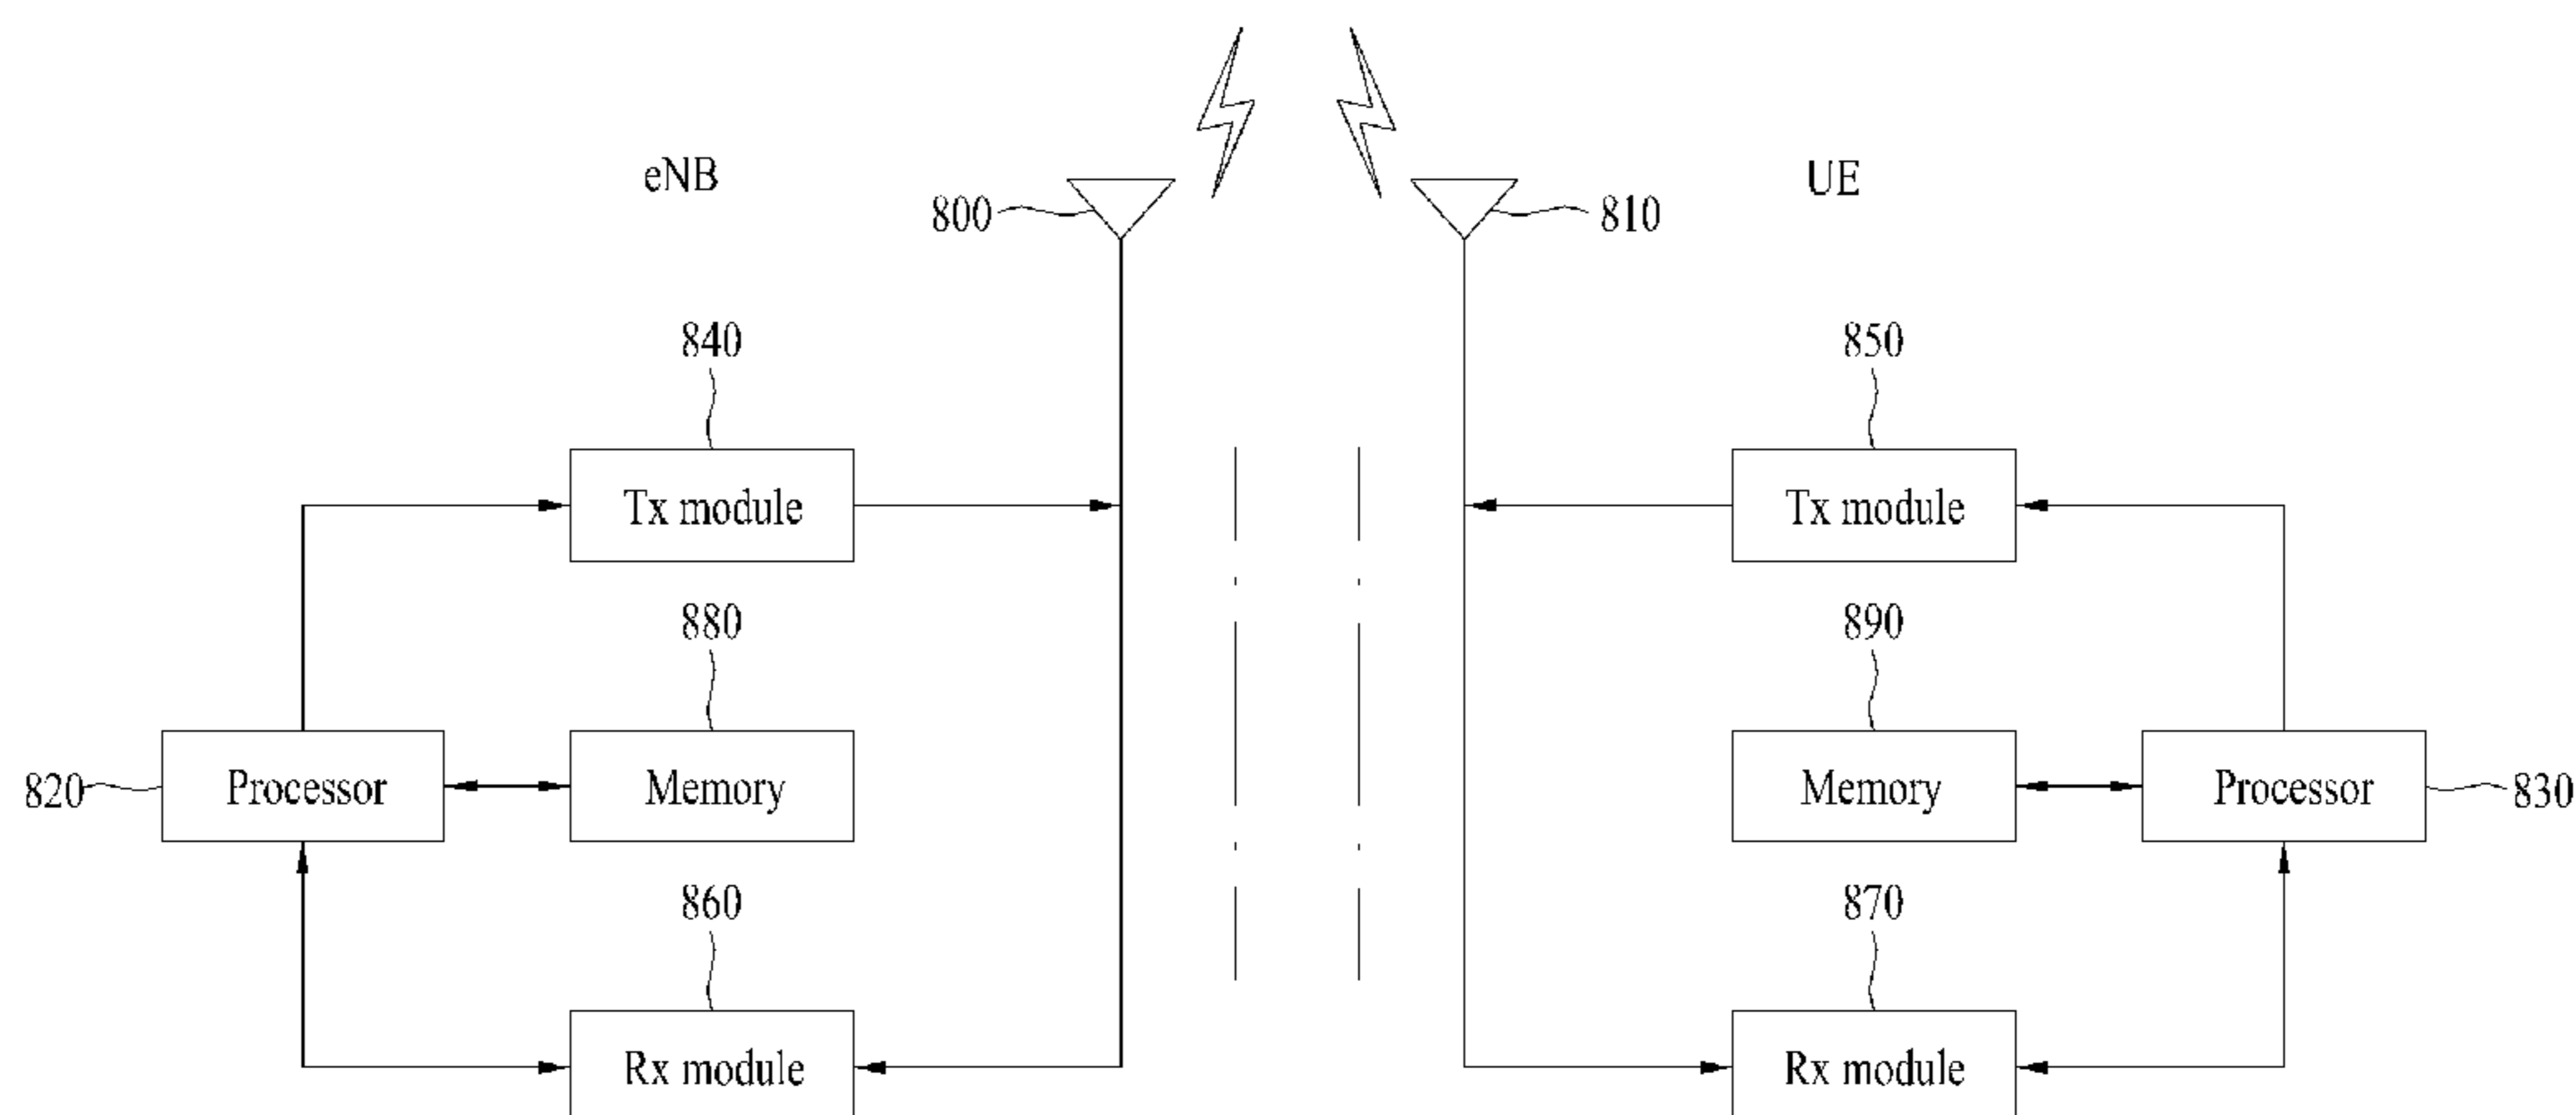 eNB
UE
800
810
840
850
Tx module
Tx module
880
890
820
Processor
Memory
Memory
Processor
830
860
870
Rx module
Rx module